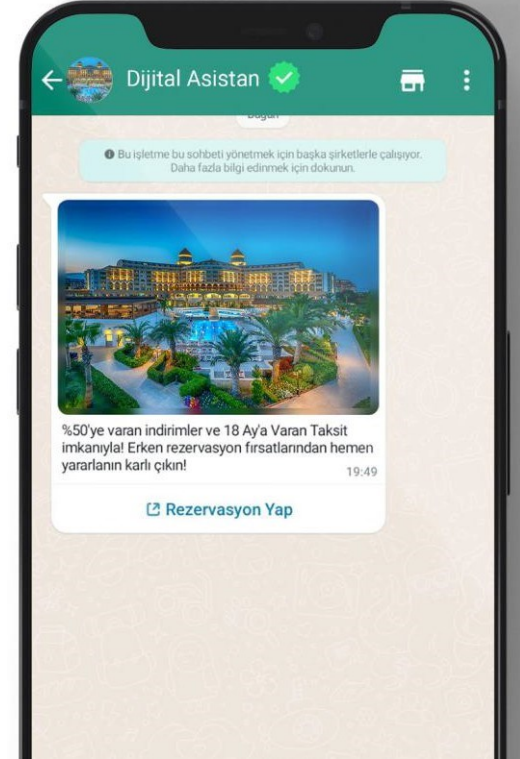 Dijital Asistan
Bugün
Bu işletme bu sohbeti yönetmek için başka şirketlerle çalışıyor.
Daha fazla bilgi edinmek için dokunun.
%50'ye varan indirimler ve 18 Ay'a Varan Taksit
imkanıyla! Erken rezervasyon fırsatlarından hemen
yararlanın karlı çıkın!
19:49
Rezervasyon Yap